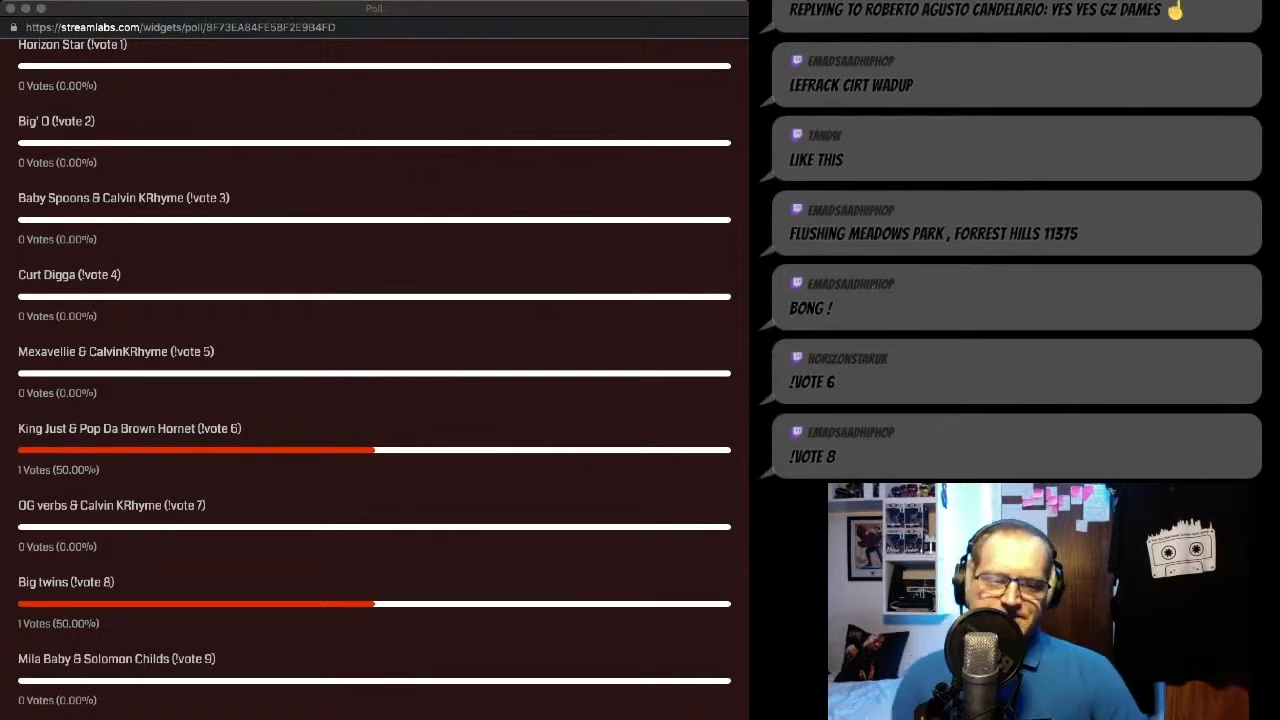 Poll
https://streamlabs.com/widgets/poll/8F73EA84FE58F2E9B4FD
Horizon Star (!vote 1)
0 Votes (0.00%)
Big' O (!vote 2)
0 Votes (0.00%)
Baby Spoons & Calvin KRhyme (!vote 3)
0 Votes (0.00%)
Curt Digga (!vote 4)
0 Votes (0.00%)
Mexavellie & CalvinKRhyme (!vote 5)
0 Votes (0.00%)
King Just & Pop Da Brown Hornet (!vote 6)
1 Votes (50.00%)
OG verbs & Calvin KRhyme (!vote 7)
0 Votes (0.00%)
Big twins (!vote 8)
1 Votes (50.00%)
Mila Baby & Solomon Childs (!vote 9)
0 Votes (0.00%)
REPLYING TO ROBERTO AGUSTO CANDELARIO: YES YES GZ DAMES ☝
EMADSAADHIPHOP
LEFRACK CIRT WADUP
TANDW
LIKE THIS
EMADSAADHIPHOP
FLUSHING MEADOWS PARK , FORREST HILLS 11375
EMADSAADHIPHOP
BONG !
HORIZONSTARUK
!VOTE 6
EMADSAADHIPHOP
!VOTE 8